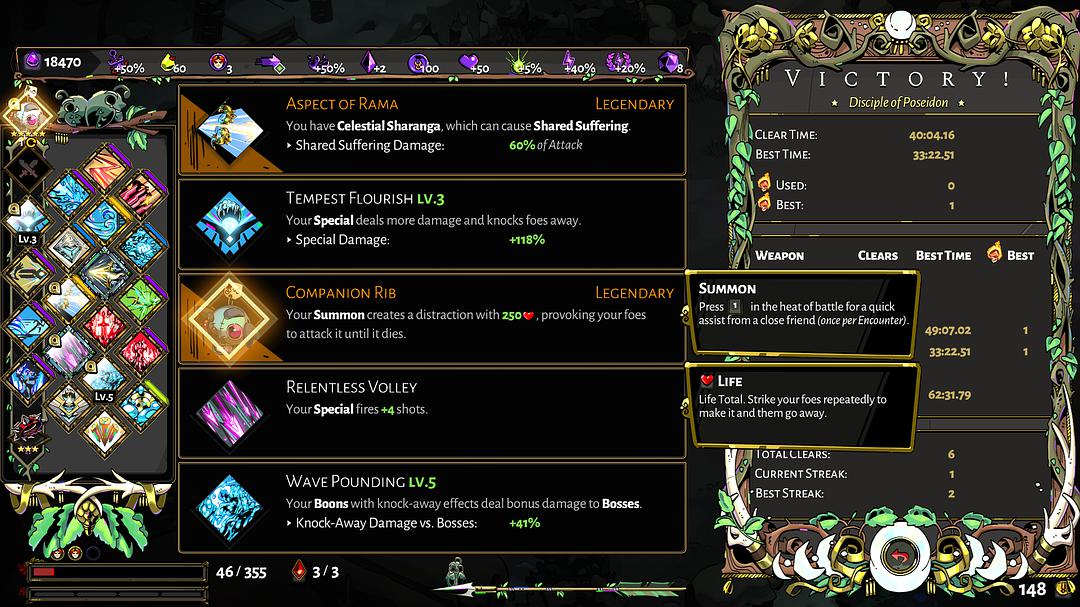 18470
+50%
60
3
+50%
+2
100
+50
+5%
+40%
+20%
8
ASPECT OF RAMA LEGENDARY
You have Celestial Sharanga, which can cause Shared Suffering.
Shared Suffering Damage: 60% of Attack
TEMPEST FLOURISH LV.3
Your Special deals more damage and knocks foes away.
Special Damage: +118%
COMPANION RIB LEGENDARY
Your Summon creates a distraction with 250, provoking your foes
to attack it until it dies.
RELENTLESS VOLLEY
Your Special fires +4 shots.
WAVE POUNDING LV.5
Your Boons with knock-away effects deal bonus damage to Bosses.
Knock-Away Damage vs. Bosses: +41%
Lv.3
Lv.5
46 / 355
3 / 3
VICTORY!
Disciple of Poseidon
CLEAR TIME: 40:04.16
BEST TIME: 33:22.51
USED: 0
BEST: 1
WEAPON CLEARS BEST TIME BEST
SUMMON
Press 1 in the heat of battle for a quick
assist from a close friend (once per Encounter).
49:07.02 1
33:22.51 1
LIFE
Life Total. Strike your foes repeatedly to
make it and them go away.
62:31.79
TOTAL CLEARS: 6
CURRENT STREAK: 1
BEST STREAK: 2
148